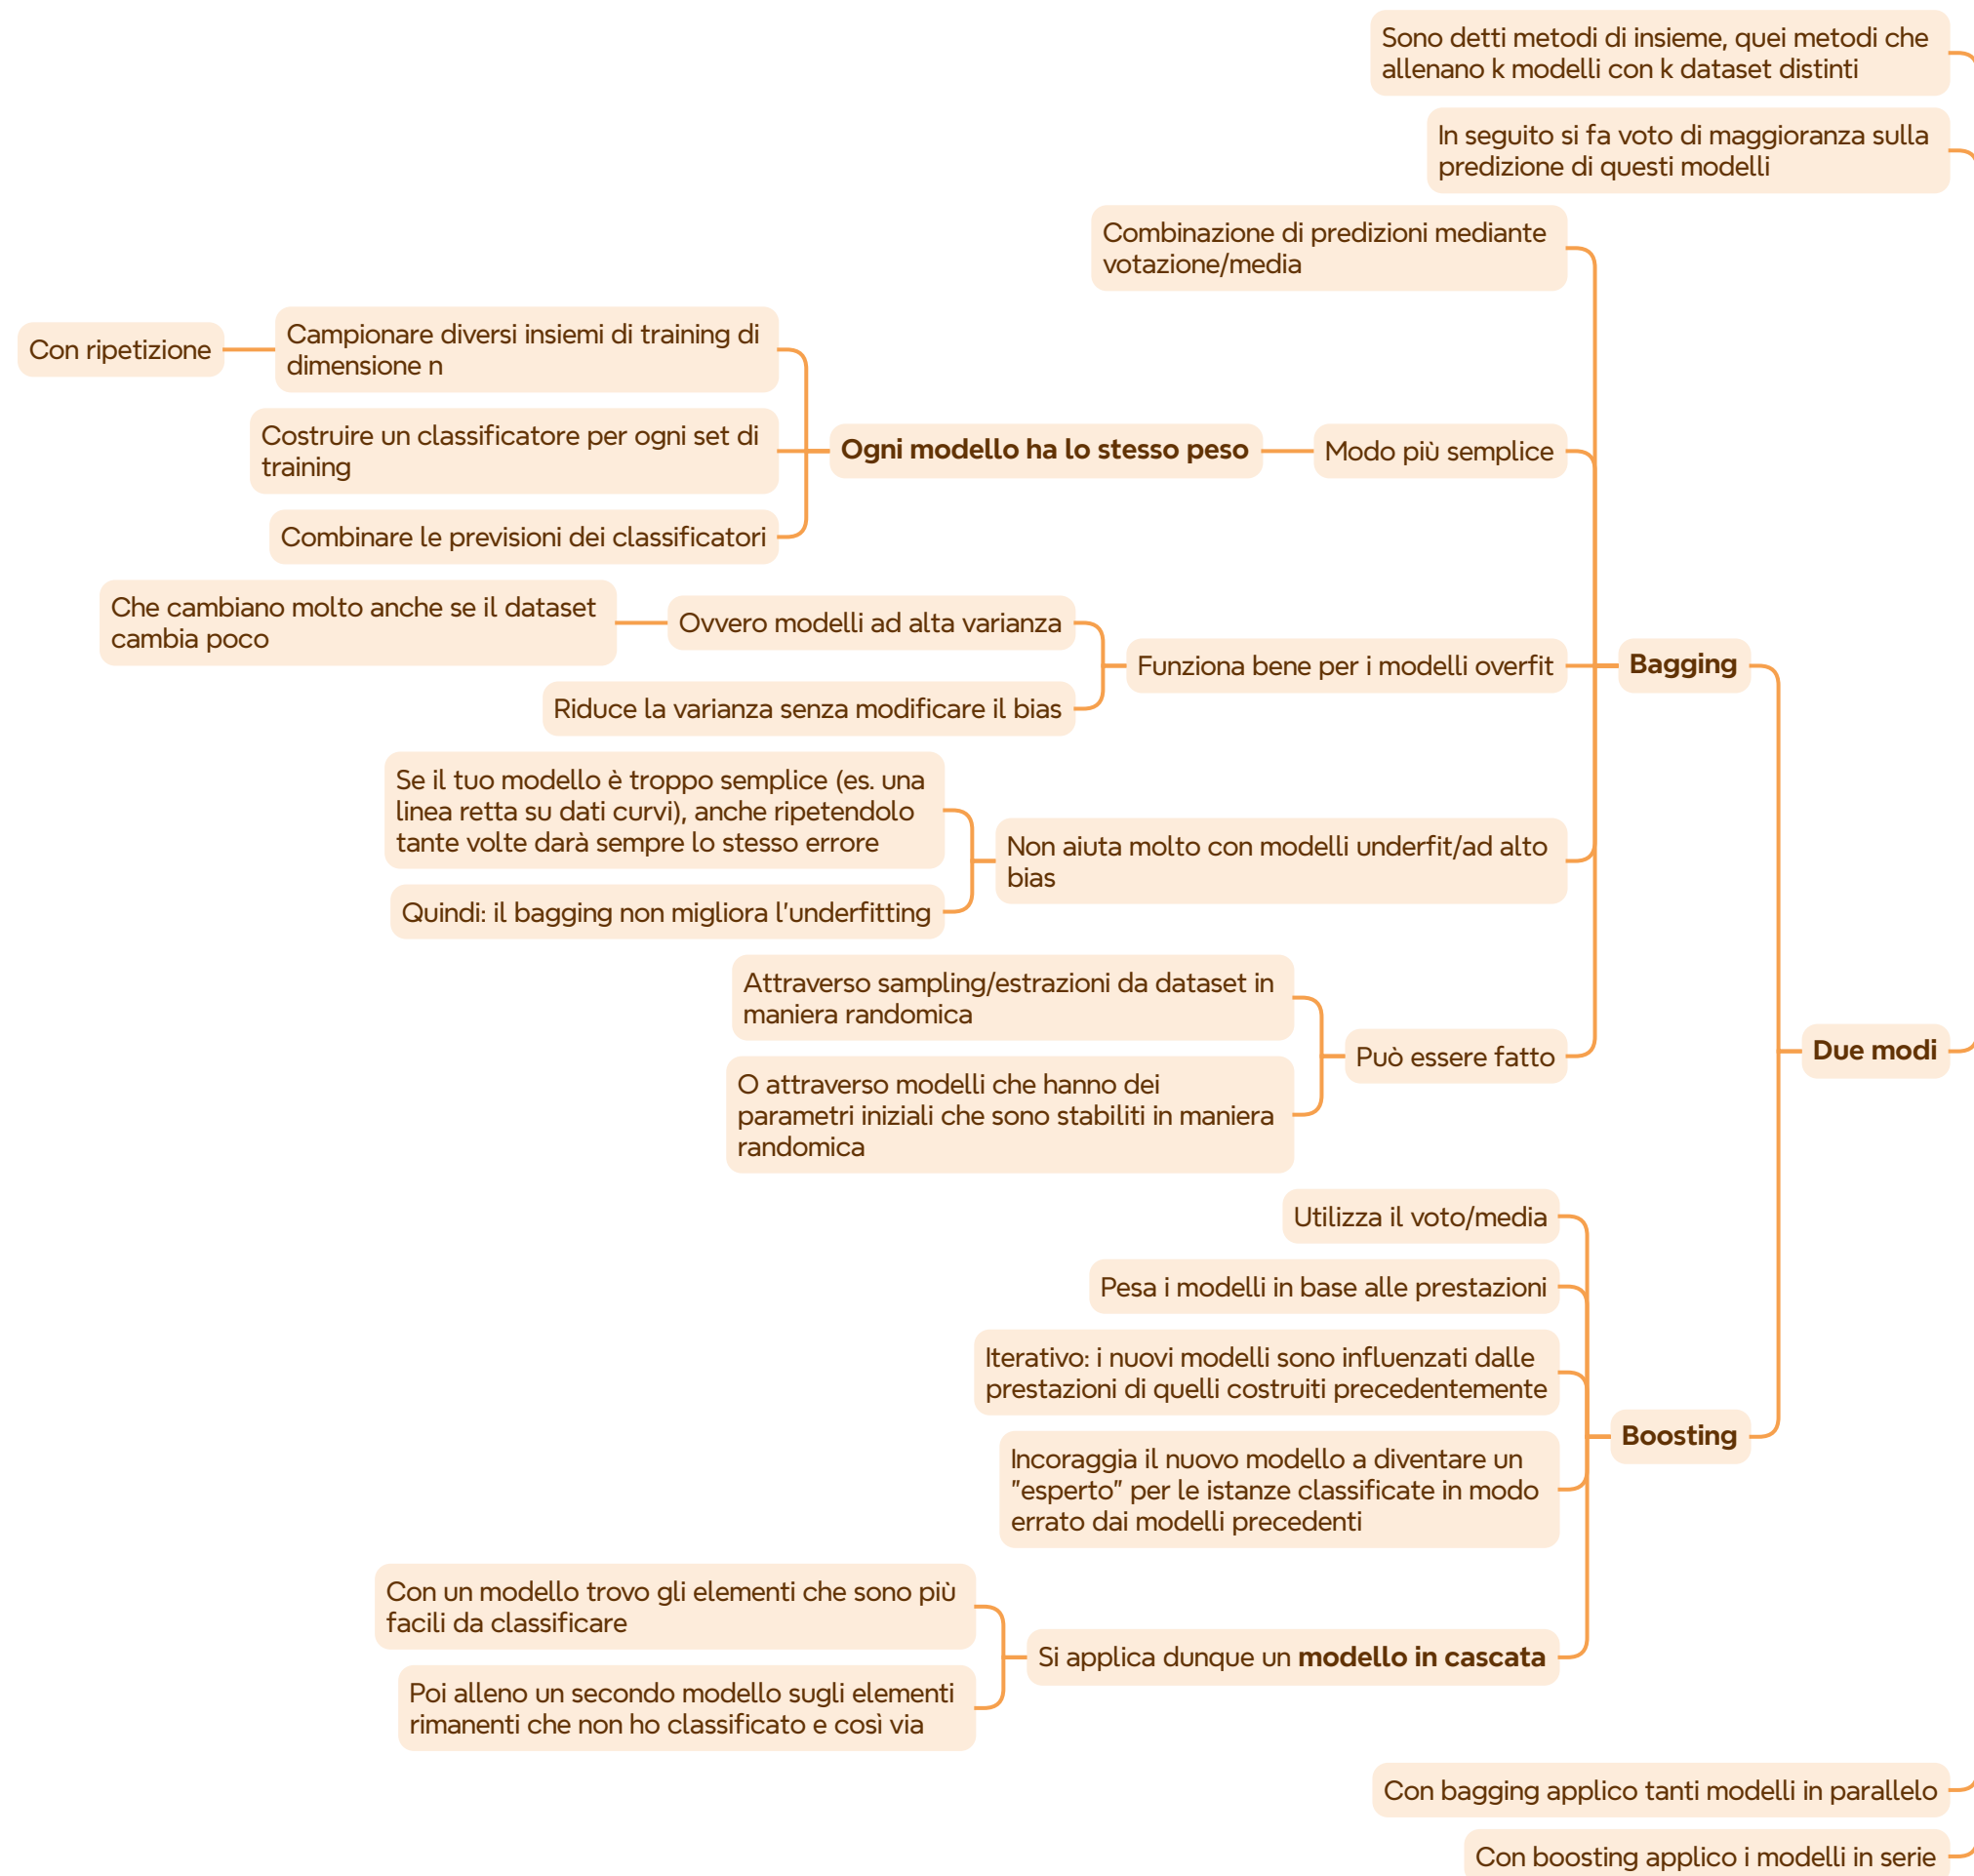 Sono detti metodi di insieme, quei metodi che
allenano k modelli con k dataset distinti
In seguito si fa voto di maggioranza sulla
predizione di questi modelli
Combinazione di predizioni mediante
votazione/media
Con ripetizione
Campionare diversi insiemi di training di
dimensione n
Costruire un classificatore per ogni set di
training
Combinare le previsioni dei classificatori
Ogni modello ha lo stesso peso
Modo più semplice
Che cambiano molto anche se il dataset
cambia poco
Ovvero modelli ad alta varianza
Riduce la varianza senza modificare il bias
Funziona bene per i modelli overfit
Bagging
Se il tuo modello è troppo semplice (es. una
linea retta su dati curvi), anche ripetendolo
tante volte darà sempre lo stesso errore
Quindi: il bagging non migliora l'underfitting
Non aiuta molto con modelli underfit/ad alto
bias
Attraverso sampling/estrazioni da dataset in
maniera randomica
O attraverso modelli che hanno dei
parametri iniziali che sono stabiliti in maniera
randomica
Può essere fatto
Due modi
Utilizza il voto/media
Pesa i modelli in base alle prestazioni
Iterativo: i nuovi modelli sono influenzati dalle
prestazioni di quelli costruiti precedentemente
Boosting
Incoraggia il nuovo modello a diventare un
"esperto" per le istanze classificate in modo
errato dai modelli precedenti
Con un modello trovo gli elementi che sono più
facili da classificare
Poi alleno un secondo modello sugli elementi
rimanenti che non ho classificato e così via
Si applica dunque un modello in cascata
Con bagging applico tanti modelli in parallelo
Con boosting applico i modelli in serie